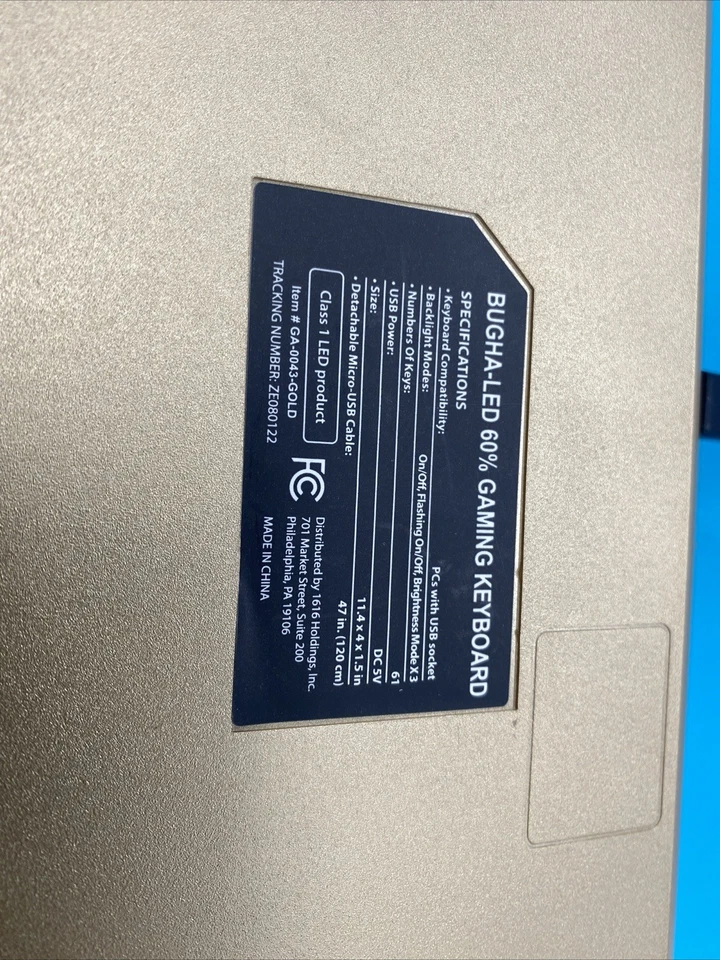 BUGHA-LED 60% GAMING KEYBOARD
SPECIFICATIONS
• Keyboard Compatibility: PCs with USB socket
• Backlight Modes: On/Off, Flashing On/Off, Brightness Mode X 3
• Numbers Of Keys: 61
• USB Power: DC 5V
• Size: 11.4 x 4 x 1.5 in
• Detachable Micro-USB Cable: 47 in. (120 cm)
Class 1 LED product
FC
Item # GA-0043-GOLD
TRACKING NUMBER: ZE080122
Distributed by 1616 Holdings, Inc.
701 Market Street, Suite 200
Philadelphia, PA 19106
MADE IN CHINA